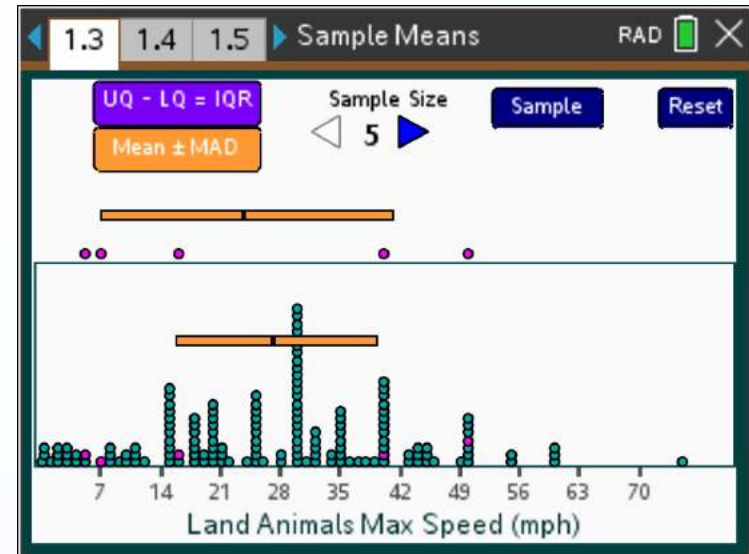 1.3 1.4 1.5 Sample Means RAD
UQ - LQ = IQR
Mean ± MAD
Sample Size
5
Sample
Reset
7 14 21 28 35 42 49 56 63 70
Land Animals Max Speed (mph)